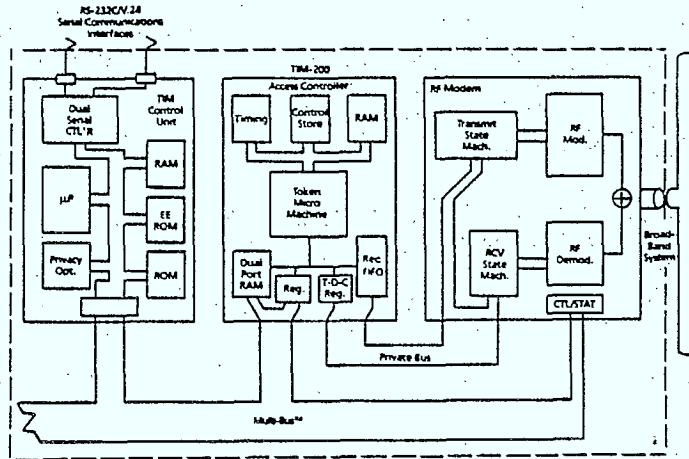 RS-232C/V.24
Serial Communications
Interfaces
TIM-200
Dual
Serial
CTL'R
TIM
Control
Unit
RAM
μP
EE
ROM
Privacy
Opt.
ROM
Access Controller
Timing
Control
Store
RAM
Token
Micro
Machine
Dual
Port
RAM
Reg.
T-D-C
Reg.
Rec
FIFO
RF Modem
Transmit
State
Mach.
RF
Mod.
RCV
State
Mach.
RF
Demod.
CTL/STAT
Broad-
Band
System
Private Bus
Multi-Bus™